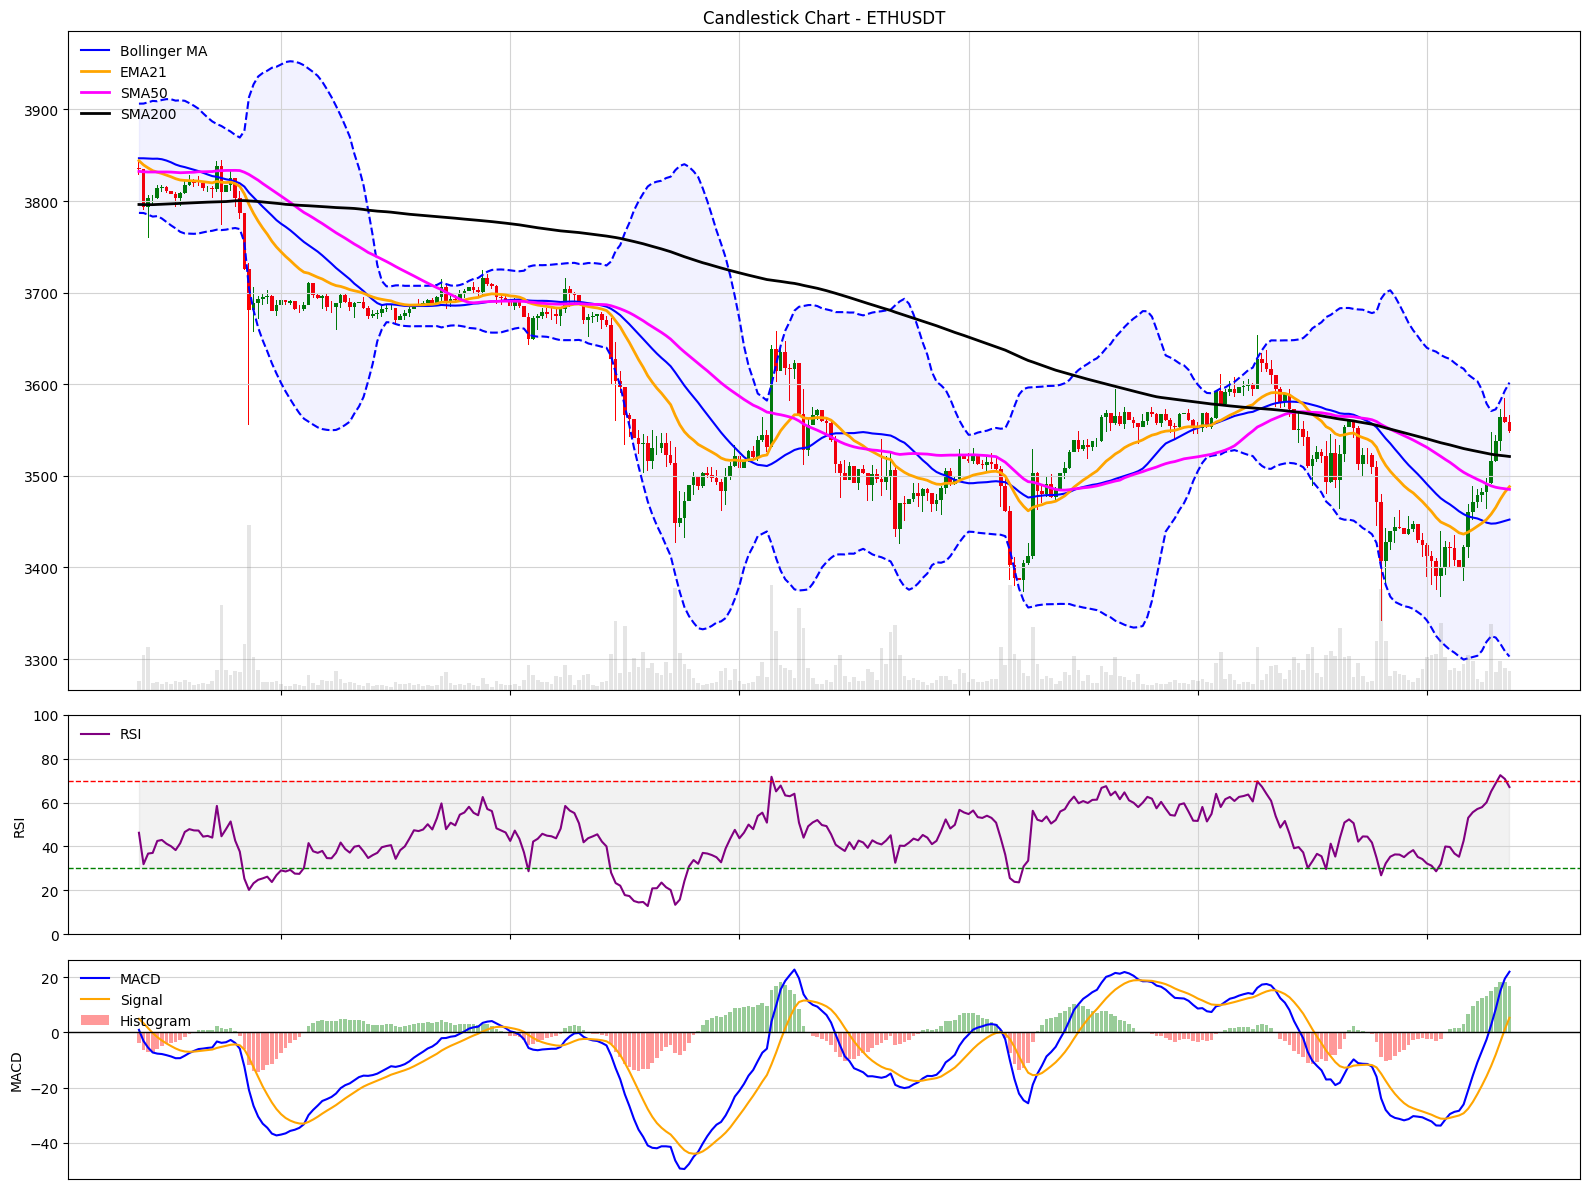 Candlestick Chart - ETHUSDT
Bollinger MA
EMA21
SMA50
SMA200
3900
3800
3700
3600
3500
3400
3300
RSI
100
80
60
40
20
0
RSI
MACD
Signal
Histogram
20
0
−20
−40
MACD